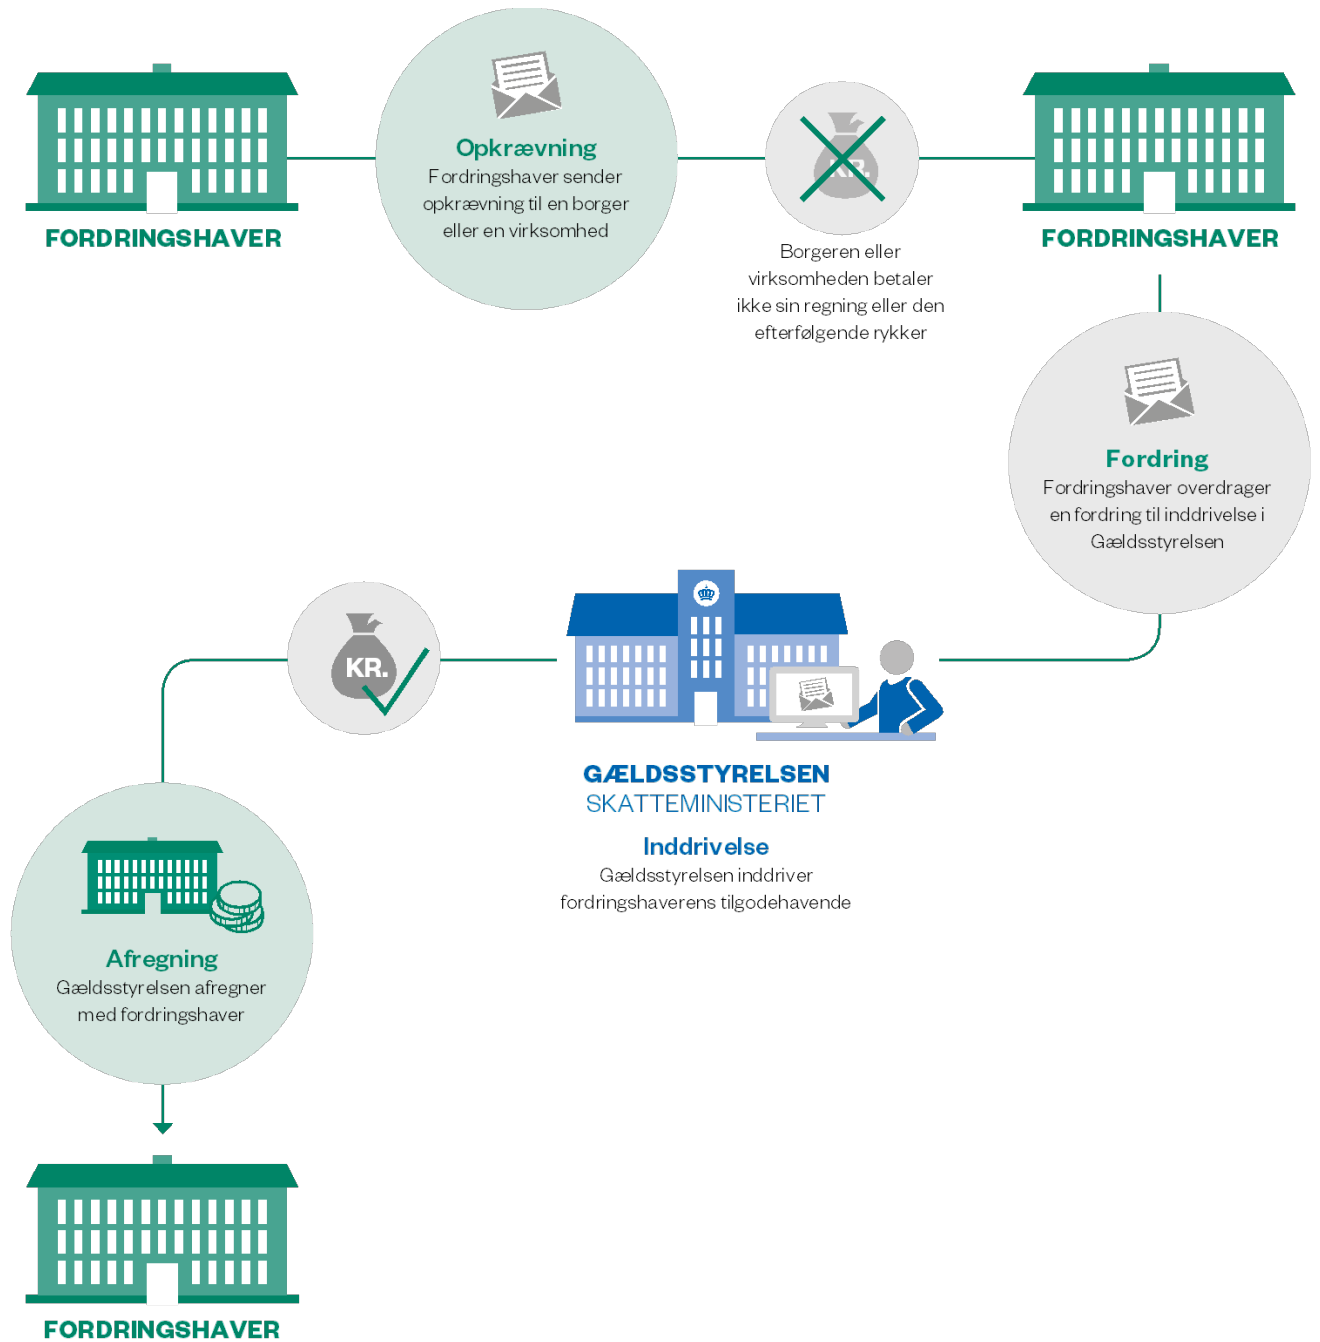 FORDRINGSHAVER
Opkrævning
Fordringshaver sender
opkrævning til en borger
eller en virksomhed
KR.
Borgeren eller
virksomheden betaler
ikke sin regning eller den
efterfølgende rykker
FORDRINGSHAVER
Fordring
Fordringshaver overdrager
en fordring til inddrivelse i
Gældsstyrelsen
GÆLDSSTYRELSEN
SKATTEMINISTERIET
Inddrivelse
Gældsstyrelsen inddriver
fordringshaverens tilgodehavende
KR.
Afregning
Gældsstyrelsen afregner
med fordringshaver
FORDRINGSHAVER